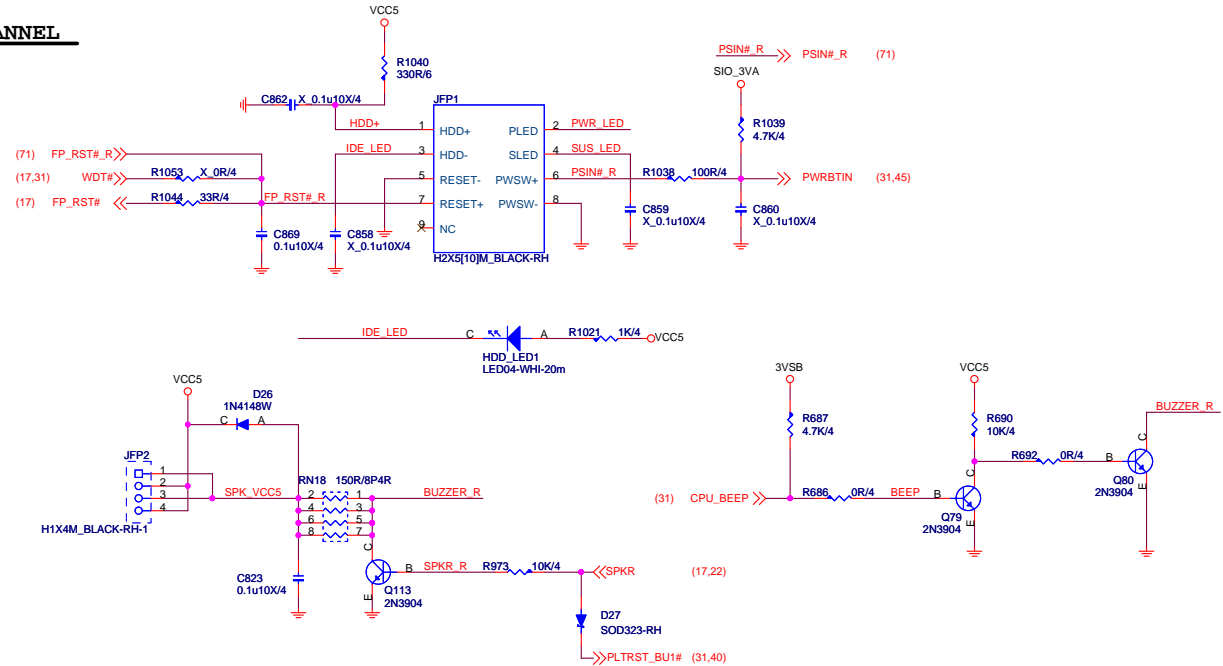 ANNEL
VCC5
R1040
330R/6
C862
X_0.1u10X/4
JFP1
HDD+
1
HDD+
PLED
2
PWR_LED
IDE_LED
3
HDD-
SLED
4
SUS_LED
5
RESET-
PWSW+
6
PSIN#_R
R1038
100R/4
PWRBTIN
(31,45)
7
RESET+
PWSW-
8
9
NC
H2X5[10]M_BLACK-RH
(71)
FP_RST#_R
(17,31)
WDT#
R1053
X_0R/4
(17)
FP_RST#
R1044
33R/4
FP_RST#_R
C869
0.1u10X/4
C858
X_0.1u10X/4
PSIN#_R
PSIN#_R
(71)
SIO_3VA
R1039
4.7K/4
C859
X_0.1u10X/4
C860
X_0.1u10X/4
IDE_LED
C
A
R1021
1K/4
VCC5
HDD_LED1
LED04-WHI-20m
VCC5
D26
1N4148W
C
A
JFP2
1
2
3
4
H1X4M_BLACK-RH-1
SPK_VCC5
RN18
150R/8P4R
2
1
4
3
6
5
8
7
BUZZER_R
C823
0.1u10X/4
C
B
E
Q113
2N3904
SPKR_R
R973
10K/4
SPKR
(17,22)
D27
SOD323-RH
PLTRST_BU1#
(31,40)
3VSB
R687
4.7K/4
(31)
CPU_BEEP
R686
0R/4
BEEP
B
C
E
Q79
2N3904
VCC5
R690
10K/4
R692
0R/4
B
C
E
Q80
2N3904
BUZZER_R